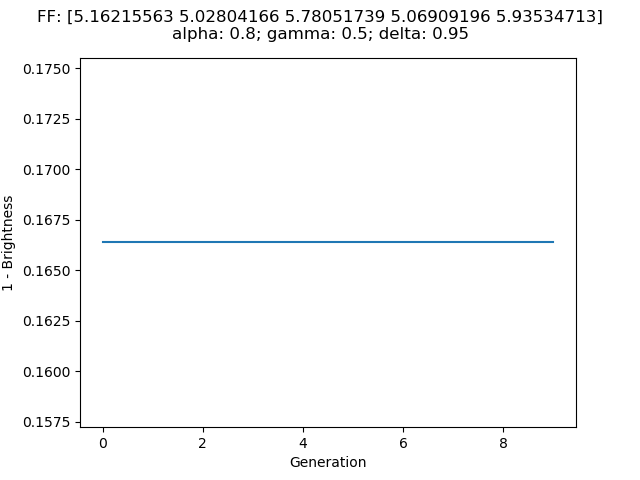 FF: [5.16215563 5.02804166 5.78051739 5.06909196 5.93534713]
alpha: 0.8; gamma: 0.5; delta: 0.95
0.1750
0.1725
0.1700
0.1675
0.1650
0.1625
0.1600
0.1575
1 - Brightness
0 2 4 6 8
Generation